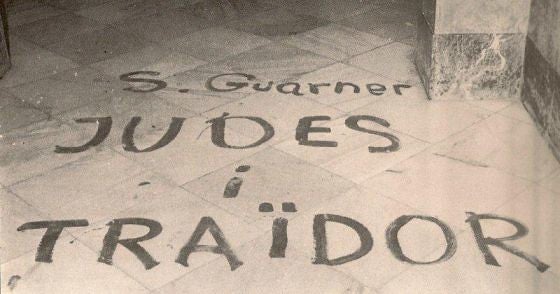 S. Guarner
JUDES
i
TRAÏDOR